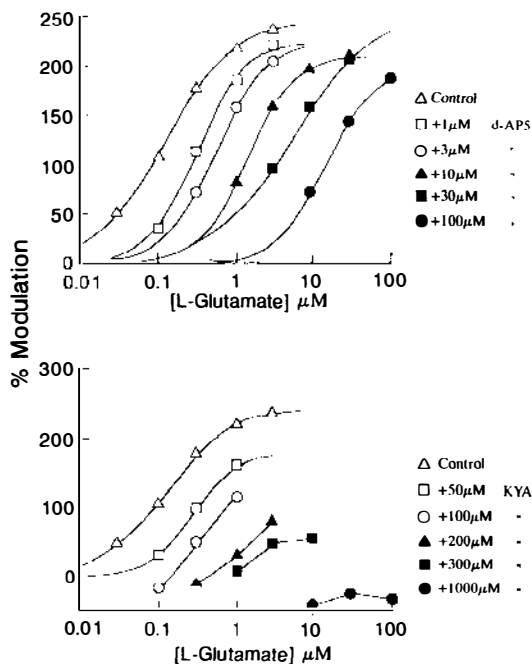 % Modulation
250
200
150
100
50
0
0.01 0.1 1 10 100
[L-Glutamate] μM
Control
+1μM d-AP5
+3μM "
+10μM "
+30μM "
+100μM "
300
200
100
0
0.01 0.1 1 10 100
[L-Glutamate] μM
Control
+50μM KYA
+100μM "
+200μM "
+300μM "
+1000μM "